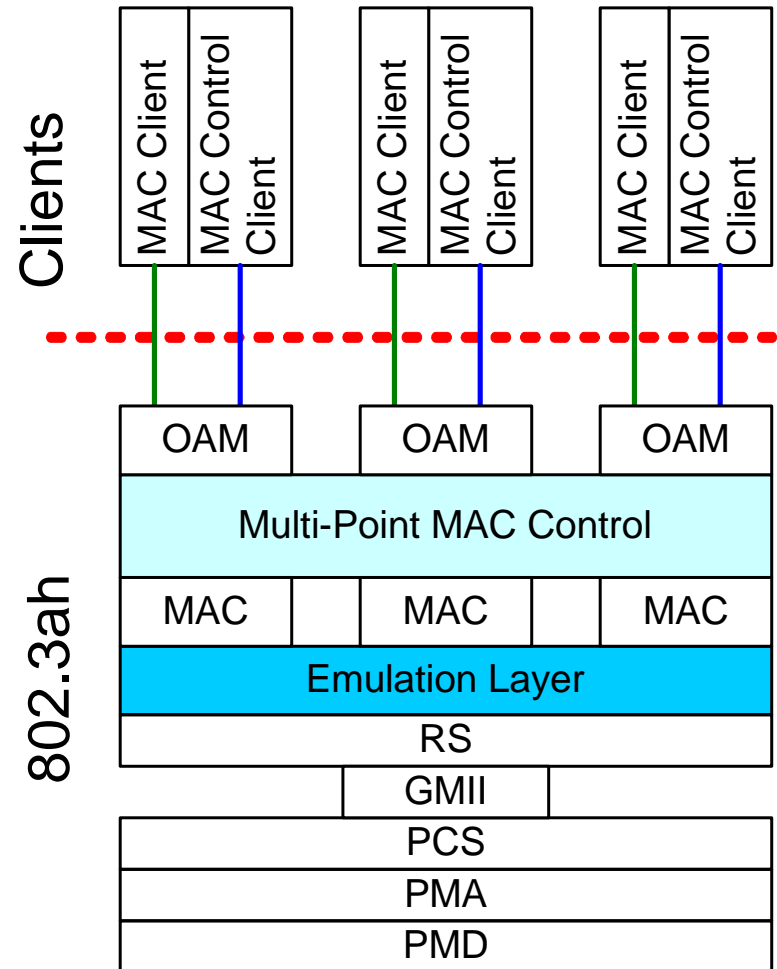 Clients
MAC Client
MAC Control
Client
MAC Client
MAC Control
Client
MAC Client
MAC Control
Client
802.3ah
OAM
OAM
OAM
Multi-Point MAC Control
MAC
MAC
MAC
Emulation Layer
RS
GMII
PCS
PMA
PMD